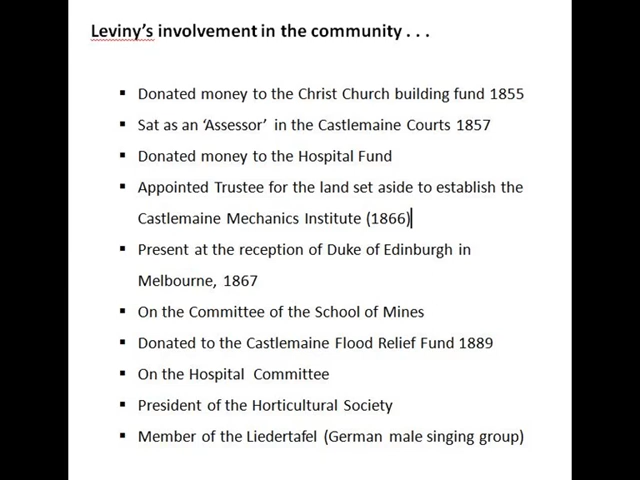 Leviny's involvement in the community . . .
▪ Donated money to the Christ Church building fund 1855
▪ Sat as an 'Assessor' in the Castlemaine Courts 1857
▪ Donated money to the Hospital Fund
▪ Appointed Trustee for the land set aside to establish the
Castlemaine Mechanics Institute (1866)
▪ Present at the reception of Duke of Edinburgh in
Melbourne, 1867
▪ On the Committee of the School of Mines
▪ Donated to the Castlemaine Flood Relief Fund 1889
▪ On the Hospital  Committee
▪ President of the Horticultural Society
▪ Member of the Liedertafel (German male singing group)